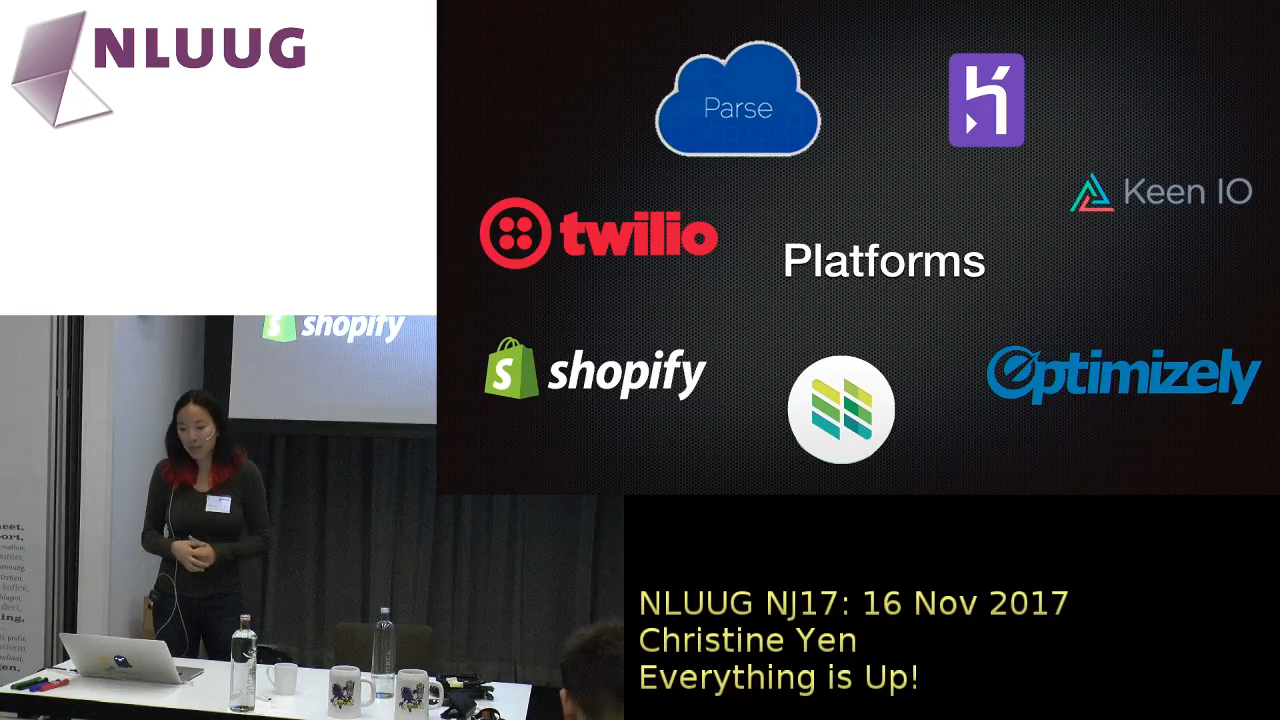 NLUUG
Parse
Keen IO
twilio
Platforms
shopify
Optimizely
shopify
S
S
NLUUG NJ17: 16 Nov 2017
Christine Yen
Everything is Up!